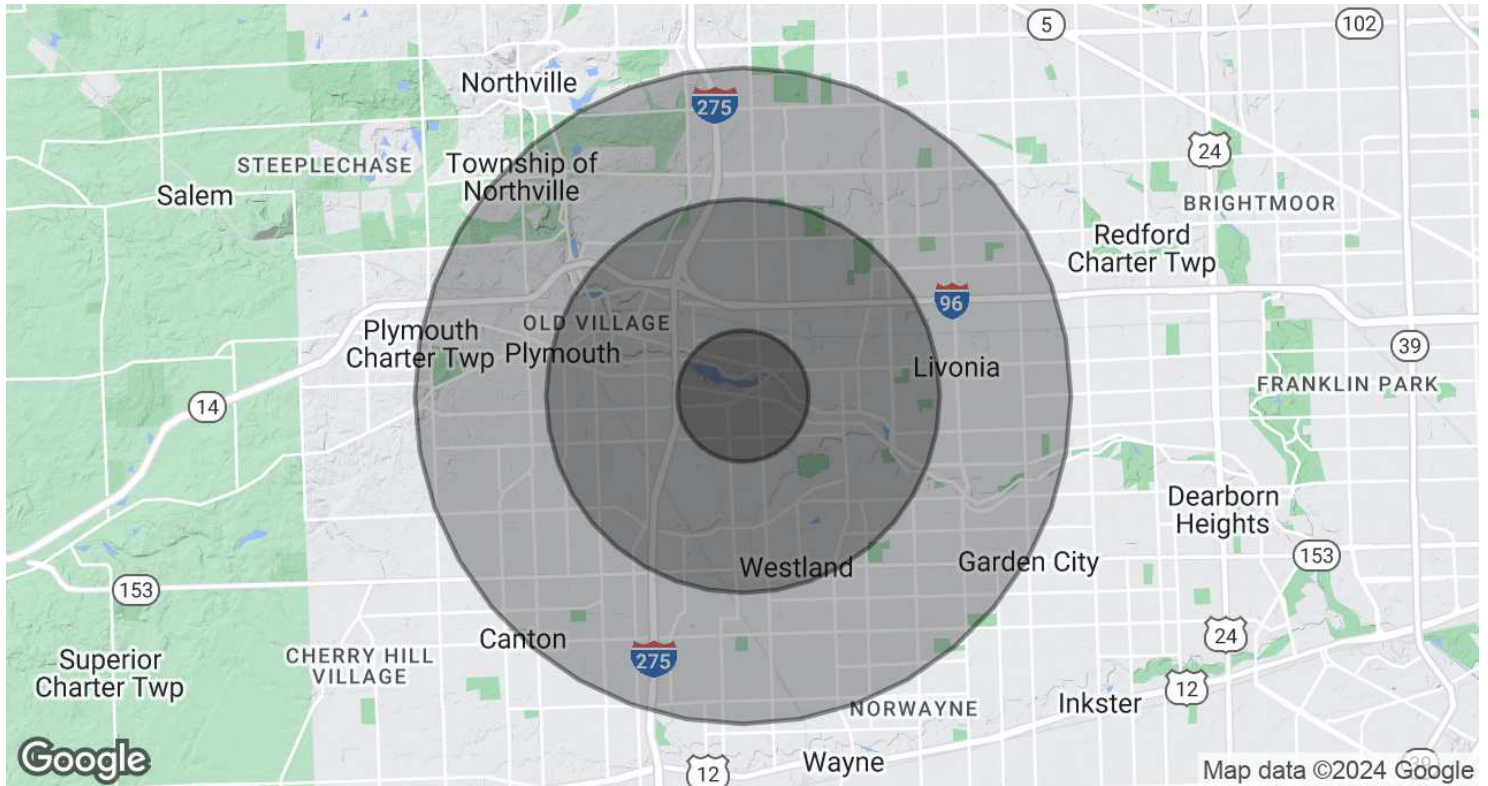 5
102
Northville
275
24
STEEPLECHASE
Township of
Northville
Salem
BRIGHTMOOR
Redford
Charter Twp
96
OLD VILLAGE
Plymouth
Charter Twp
Plymouth
39
Livonia
FRANKLIN PARK
14
Dearborn
Heights
Westland
Garden City
153
153
Canton
24
CHERRY HILL
VILLAGE
275
Superior
Charter Twp
12
Inkster
NORWAYNE
Google
12
Wayne
39
Map data ©2024 Google